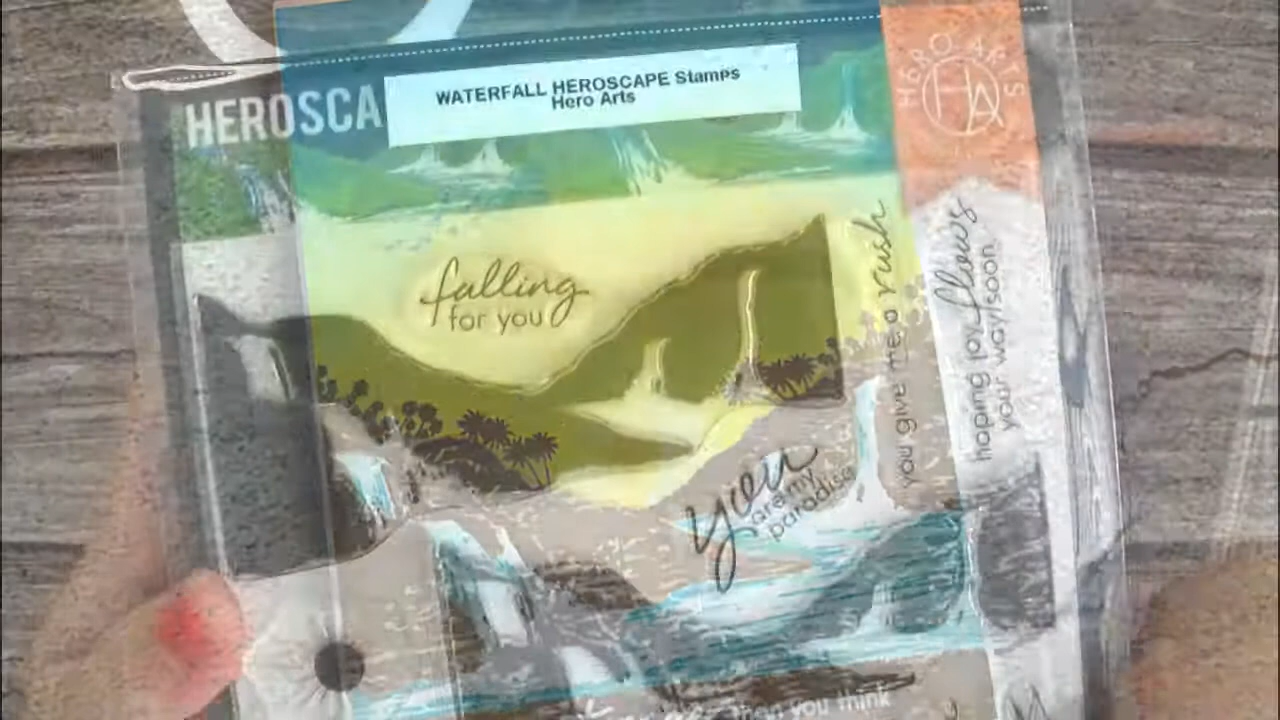 HERO ARTS
HEROSCA
WATERFALL HEROSCAPE Stamps
Hero Arts
falling
for you
you give me a rush
hoping joy flows
your way soon.
you
are my
paradise
than you think